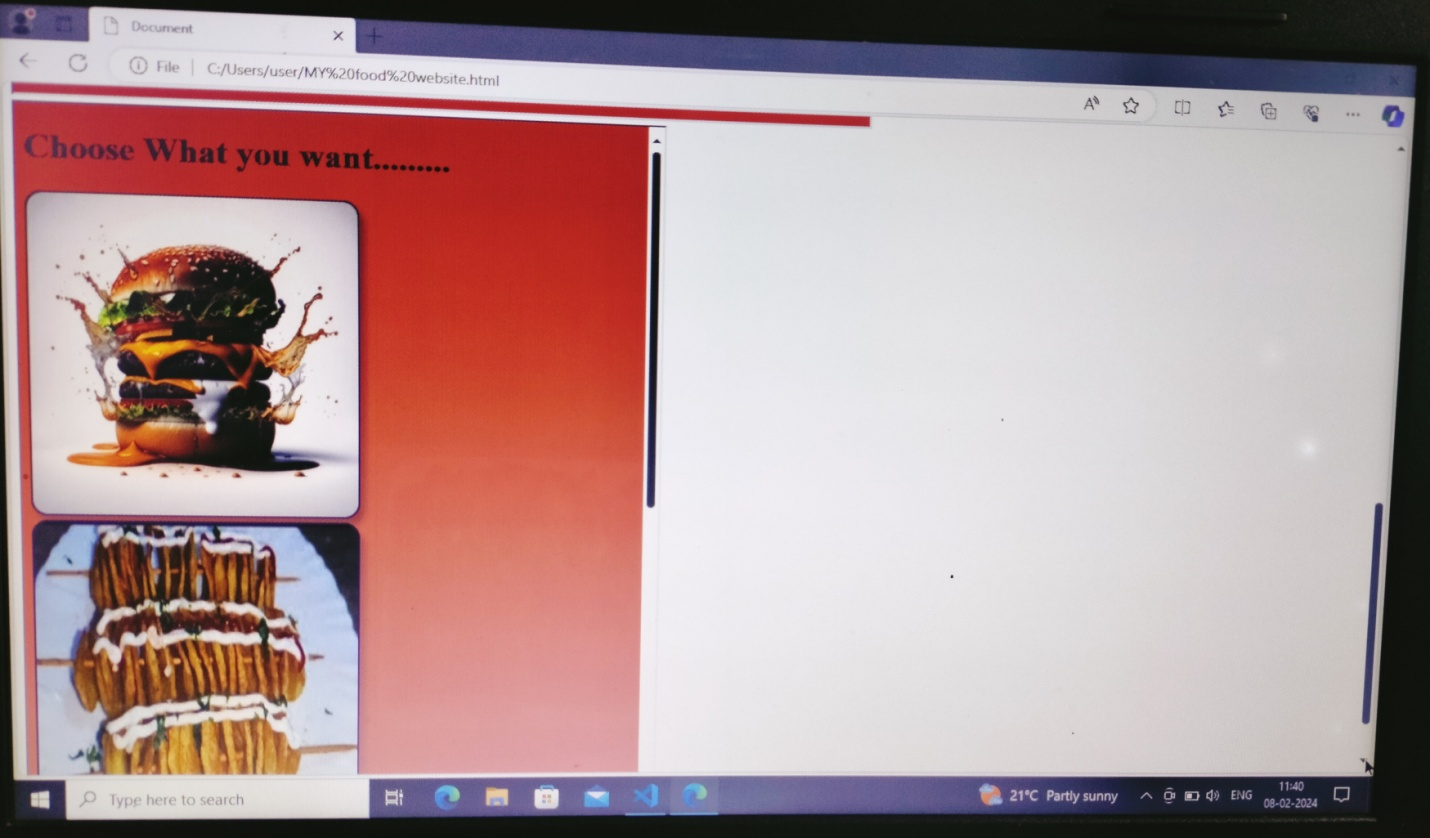 Document
File
C:/Users/user/MY%20food%20website.html
Choose What you want.........
Type here to search
21°C Partly sunny
ENG
11:40
08-02-2024